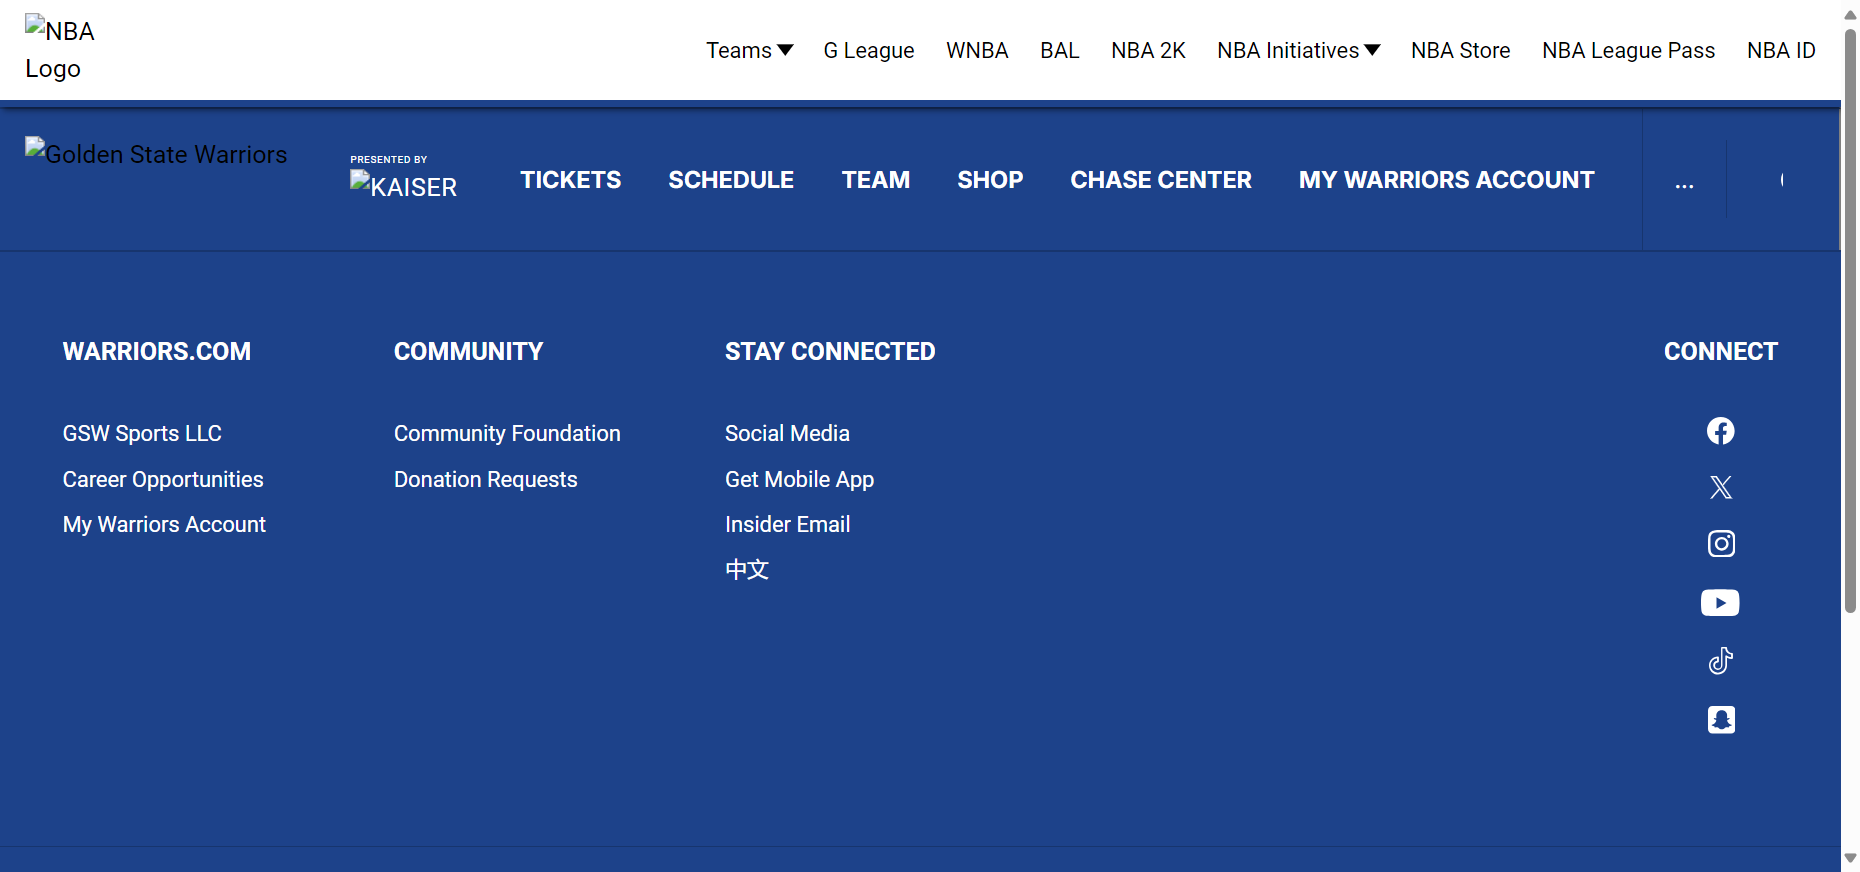 NBA
Logo
Teams G League WNBA BAL NBA 2K NBA Initiatives NBA Store NBA League Pass NBA ID
Golden State Warriors
PRESENTED BY
KAISER
TICKETS SCHEDULE TEAM SHOP CHASE CENTER MY WARRIORS ACCOUNT ...
WARRIORS.COM
GSW Sports LLC
Career Opportunities
My Warriors Account
COMMUNITY
Community Foundation
Donation Requests
STAY CONNECTED
Social Media
Get Mobile App
Insider Email
中文
CONNECT